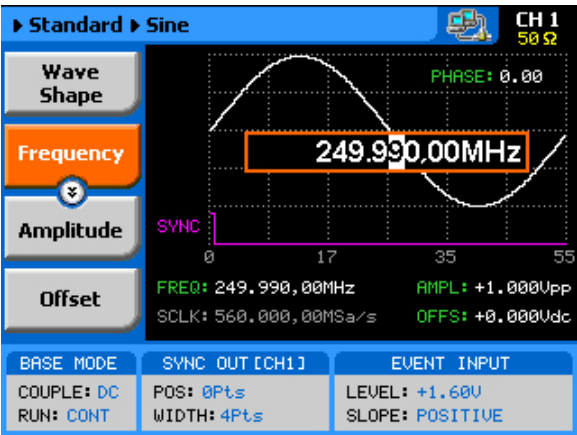 Standard Sine
CH 1
50 Ω
Wave Shape
PHASE: 0.00
Frequency
249.990,00MHz
Amplitude
SYNC
0 17 35 55
Offset
FREQ: 249.990,00MHz AMPL: +1.000Vpp
SCLK: 560.000,00MSa/s OFFS: +0.000Vdc
BASE MODE SYNC OUT [CH1] EVENT INPUT
COUPLE: DC POS: 0Pts LEVEL: +1.60V
RUN: CONT WIDTH: 4Pts SLOPE: POSITIVE